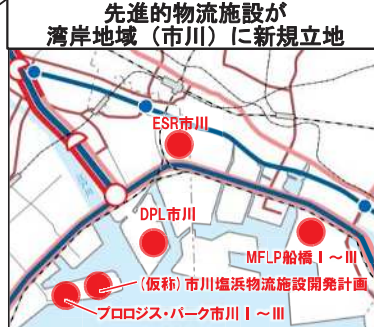 先進的物流施設が
湾岸地域（市川）に新規立地
ESR市川
DPL市川
MFLP船橋Ⅰ～Ⅲ
(仮称)市川塩浜物流施設開発計画
プロロジス・パーク市川Ⅰ～Ⅲ